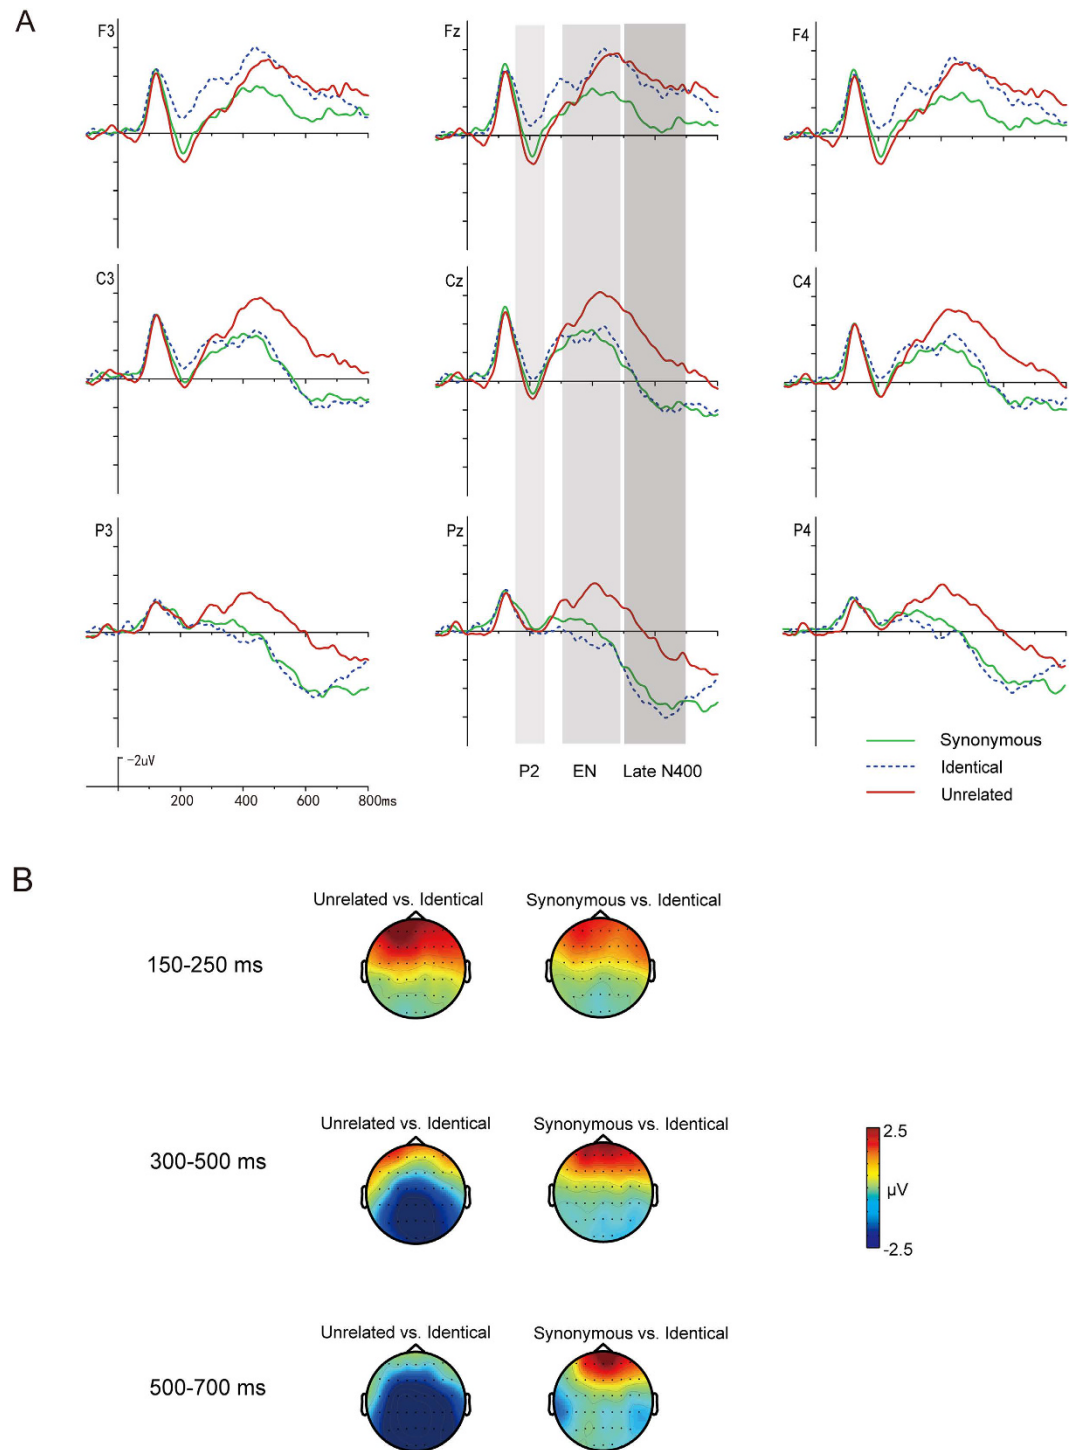 A
F3 Fz F4
C3 Cz C4
P3 Pz P4
-2uV
200 400 600 800ms
P2 EN Late N400
Synonymous
Identical
Unrelated
B
Unrelated vs. Identical Synonymous vs. Identical
150-250 ms
Unrelated vs. Identical Synonymous vs. Identical
300-500 ms
2.5
µV
-2.5
Unrelated vs. Identical Synonymous vs. Identical
500-700 ms